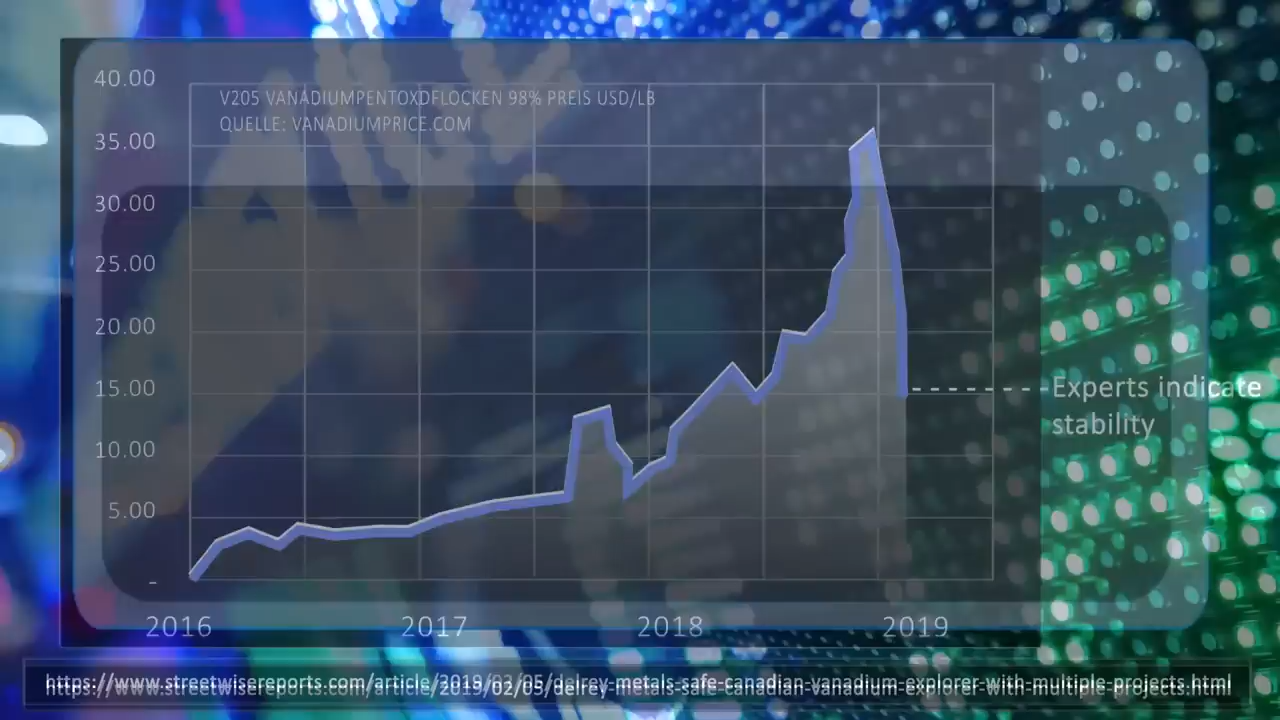 40.00
V205 VANADIUMPENTOXDFLOCKEN 98% PREIS USD/LB
QUELLE: VANADIUMPRICE.COM
35.00
30.00
25.00
20.00
15.00
Experts indicate
stability
10.00
5.00
-
2016 2017 2018 2019
https://www.streetwisereports.com/article/2019/02/05/delrey-metals-safe-canadian-vanadium-explorer-with-multiple-projects.html